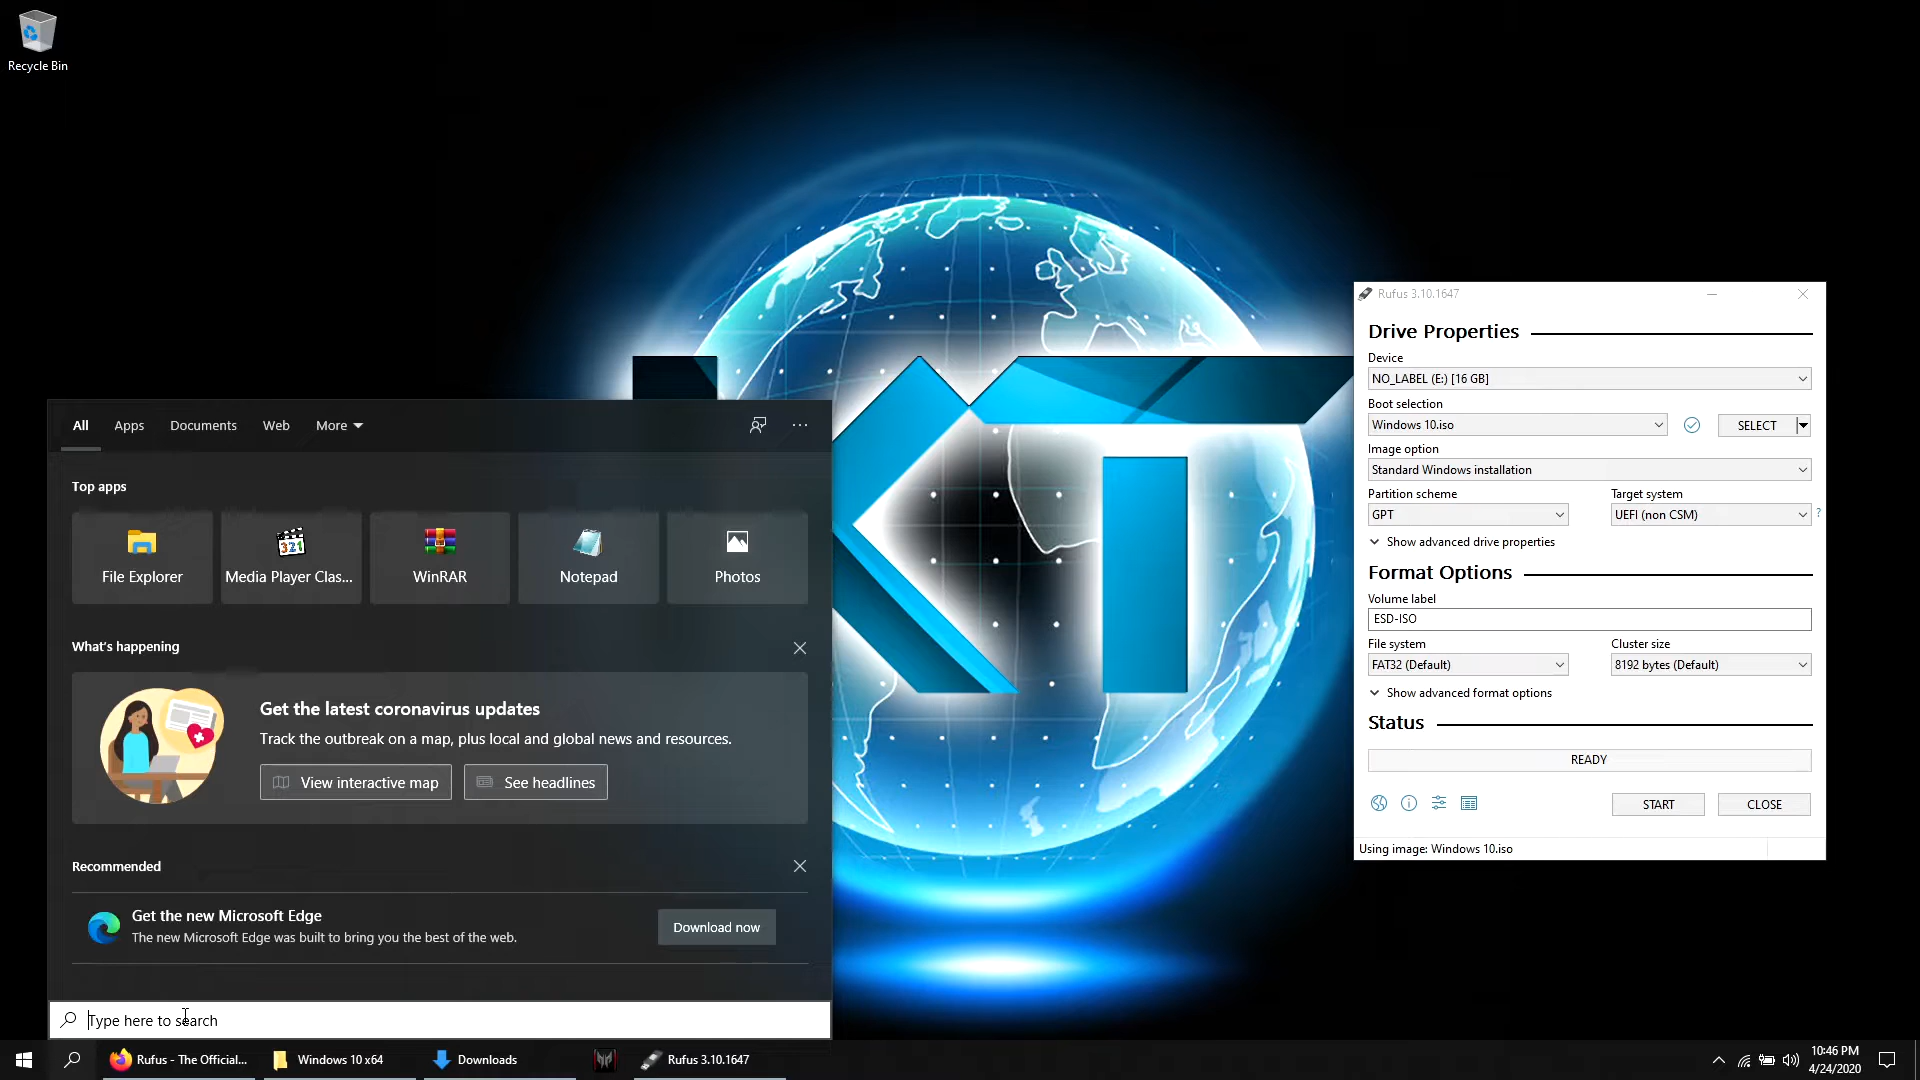 Recycle Bin
Rufus 3.10.1647
Drive Properties
Device
NO_LABEL (E:) [16 GB]
Boot selection
Windows 10.iso
SELECT
Image option
Standard Windows installation
Partition scheme
Target system
GPT
UEFI (non CSM)
?
Show advanced drive properties
Format Options
Volume label
ESD-ISO
File system
Cluster size
FAT32 (Default)
8192 bytes (Default)
Show advanced format options
Status
READY
START
CLOSE
Using image: Windows 10.iso
All
Apps
Documents
Web
More
Top apps
321
File Explorer
Media Player Clas...
WinRAR
Notepad
Photos
What's happening
Get the latest coronavirus updates
Track the outbreak on a map, plus local and global news and resources.
View interactive map
See headlines
Recommended
Get the new Microsoft Edge
The new Microsoft Edge was built to bring you the best of the web.
Download now
Type here to search
Rufus - The Official...
Windows 10 x64
Downloads
Rufus 3.10.1647
10:46 PM
4/24/2020